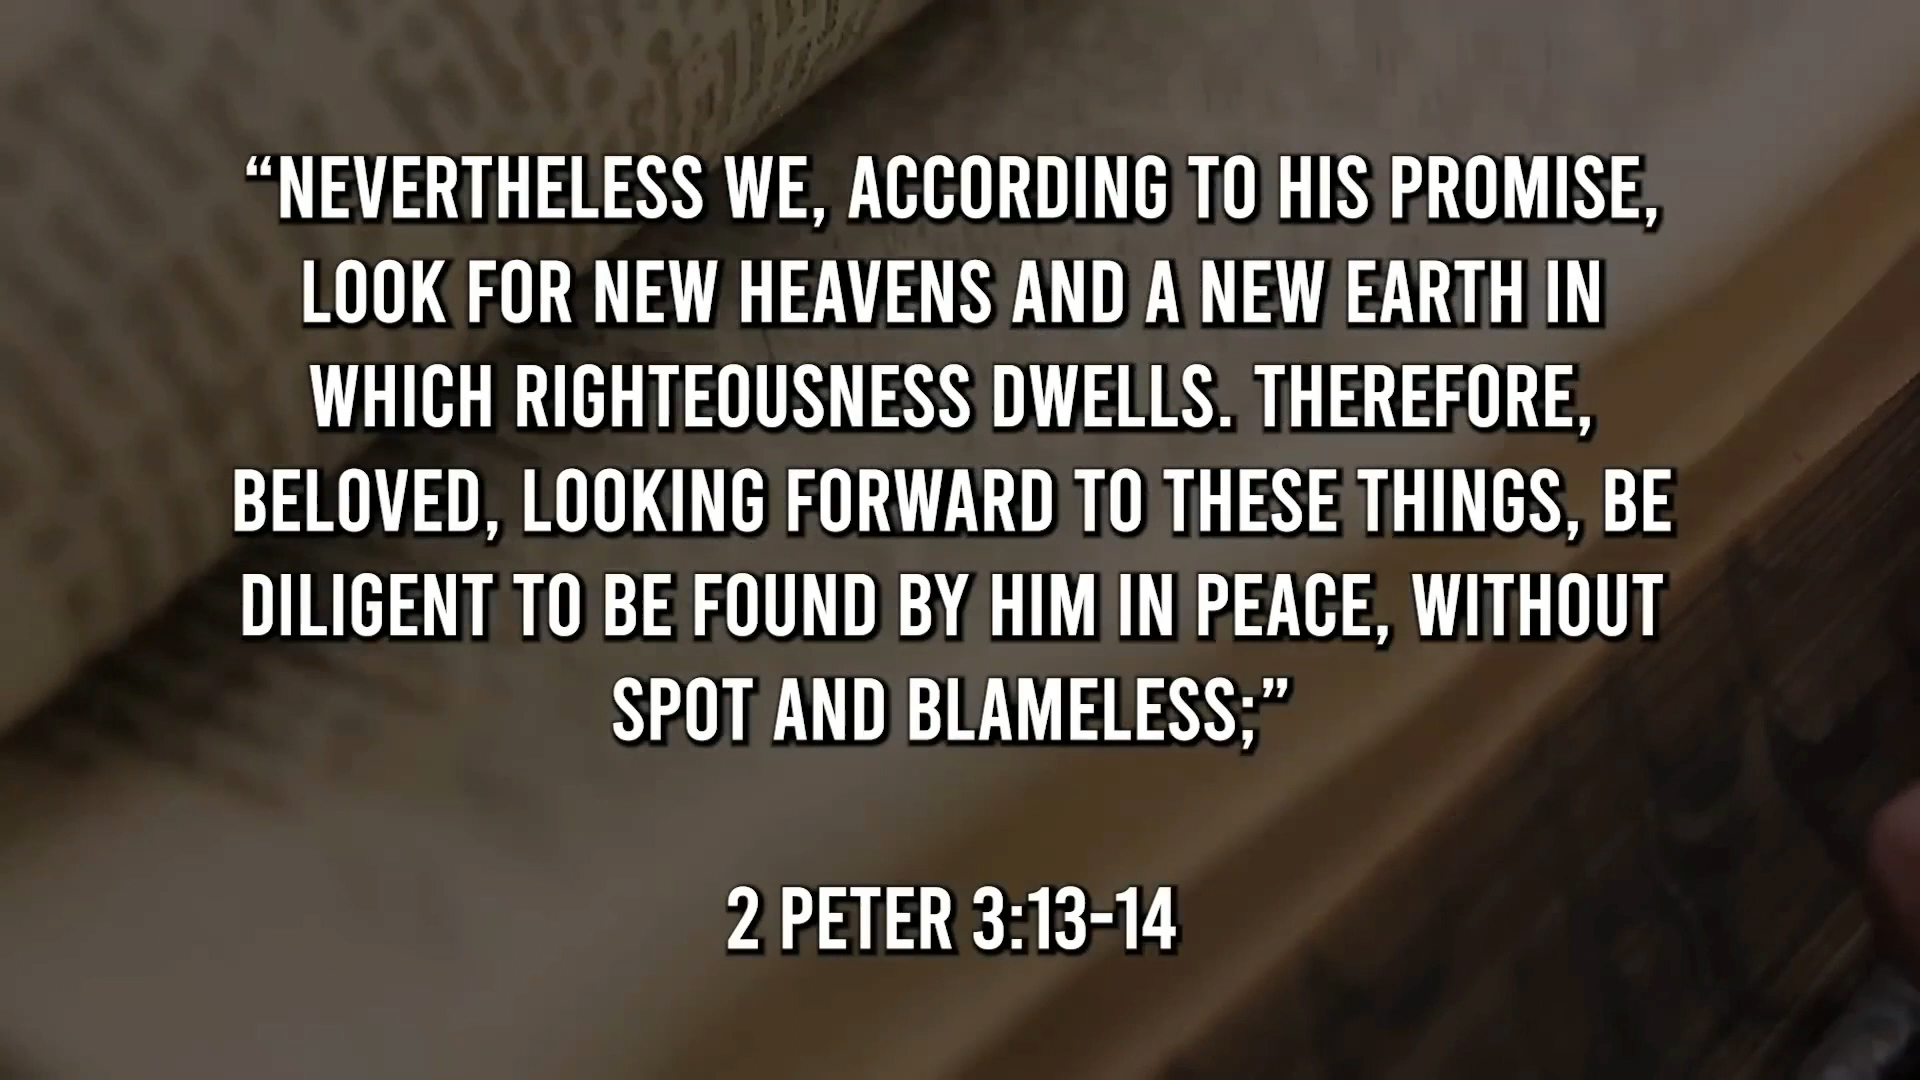 “NEVERTHELESS WE, ACCORDING TO HIS PROMISE,
LOOK FOR NEW HEAVENS AND A NEW EARTH IN
WHICH RIGHTEOUSNESS DWELLS. THEREFORE,
BELOVED, LOOKING FORWARD TO THESE THINGS, BE
DILIGENT TO BE FOUND BY HIM IN PEACE, WITHOUT
SPOT AND BLAMELESS;”
2 PETER 3:13-14